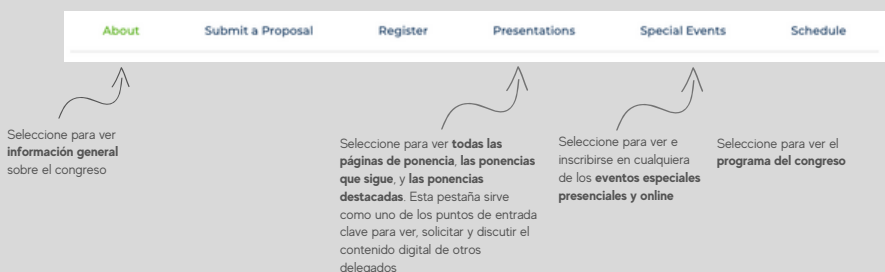 About Submit a Proposal Register Presentations Special Events Schedule
Seleccione para ver
información general
sobre el congreso
Seleccione para ver todas las
páginas de ponencia, las ponencias
que sigue, y las ponencias
destacadas. Esta pestaña sirve
como uno de los puntos de entrada
clave para ver, solicitar y discutir el
contenido digital de otros
delegados
Seleccione para ver e
inscribirse en cualquiera
de los eventos especiales
presenciales y online
Seleccione para ver el
programa del congreso